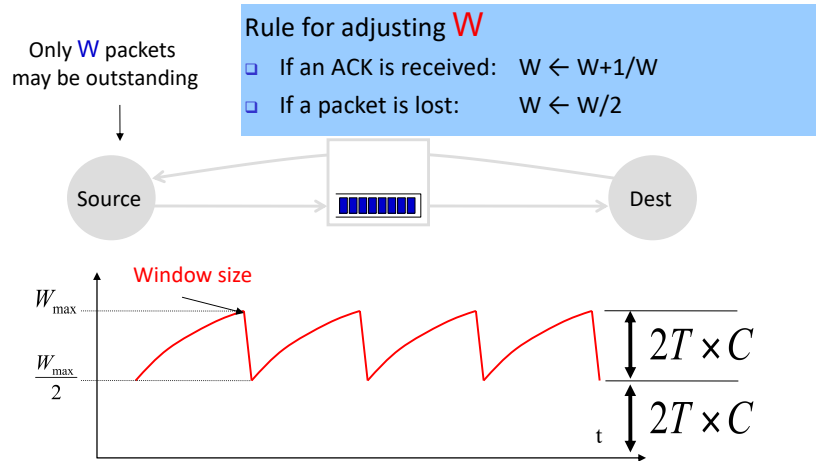 Only W packets
may be outstanding
Rule for adjusting W
If an ACK is received: W ← W+1/W
If a packet is lost: W ← W/2
Source
Dest
Window size
W_max
W_max/2
2T × C
2T × C
t